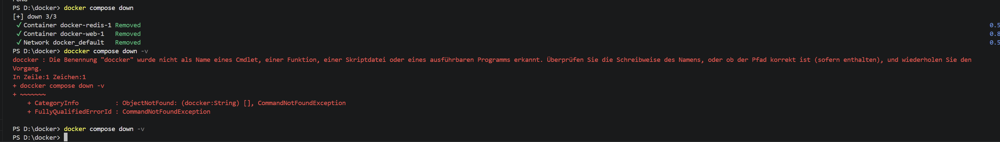 PONG
PS D:\docker> docker compose down
[+] down 3/3
✓ Container docker-redis-1 Removed 0.5
✓ Container docker-web-1 Removed 0.8
✓ Network docker_default Removed 0.5
PS D:\docker> doccker compose down -v
doccker : Die Benennung "doccker" wurde nicht als Name eines Cmdlet, einer Funktion, einer Skriptdatei oder eines ausführbaren Programms erkannt. Überprüfen Sie die Schreibweise des Namens, oder ob der Pfad korrekt ist (sofern enthalten), und wiederholen Sie den
Vorgang.
In Zeile:1 Zeichen:1
+ doccker compose down -v
+ ~~~~~~~
+ CategoryInfo : ObjectNotFound: (doccker:String) [], CommandNotFoundException
+ FullyQualifiedErrorId : CommandNotFoundException
PS D:\docker> docker compose down -v
PS D:\docker>